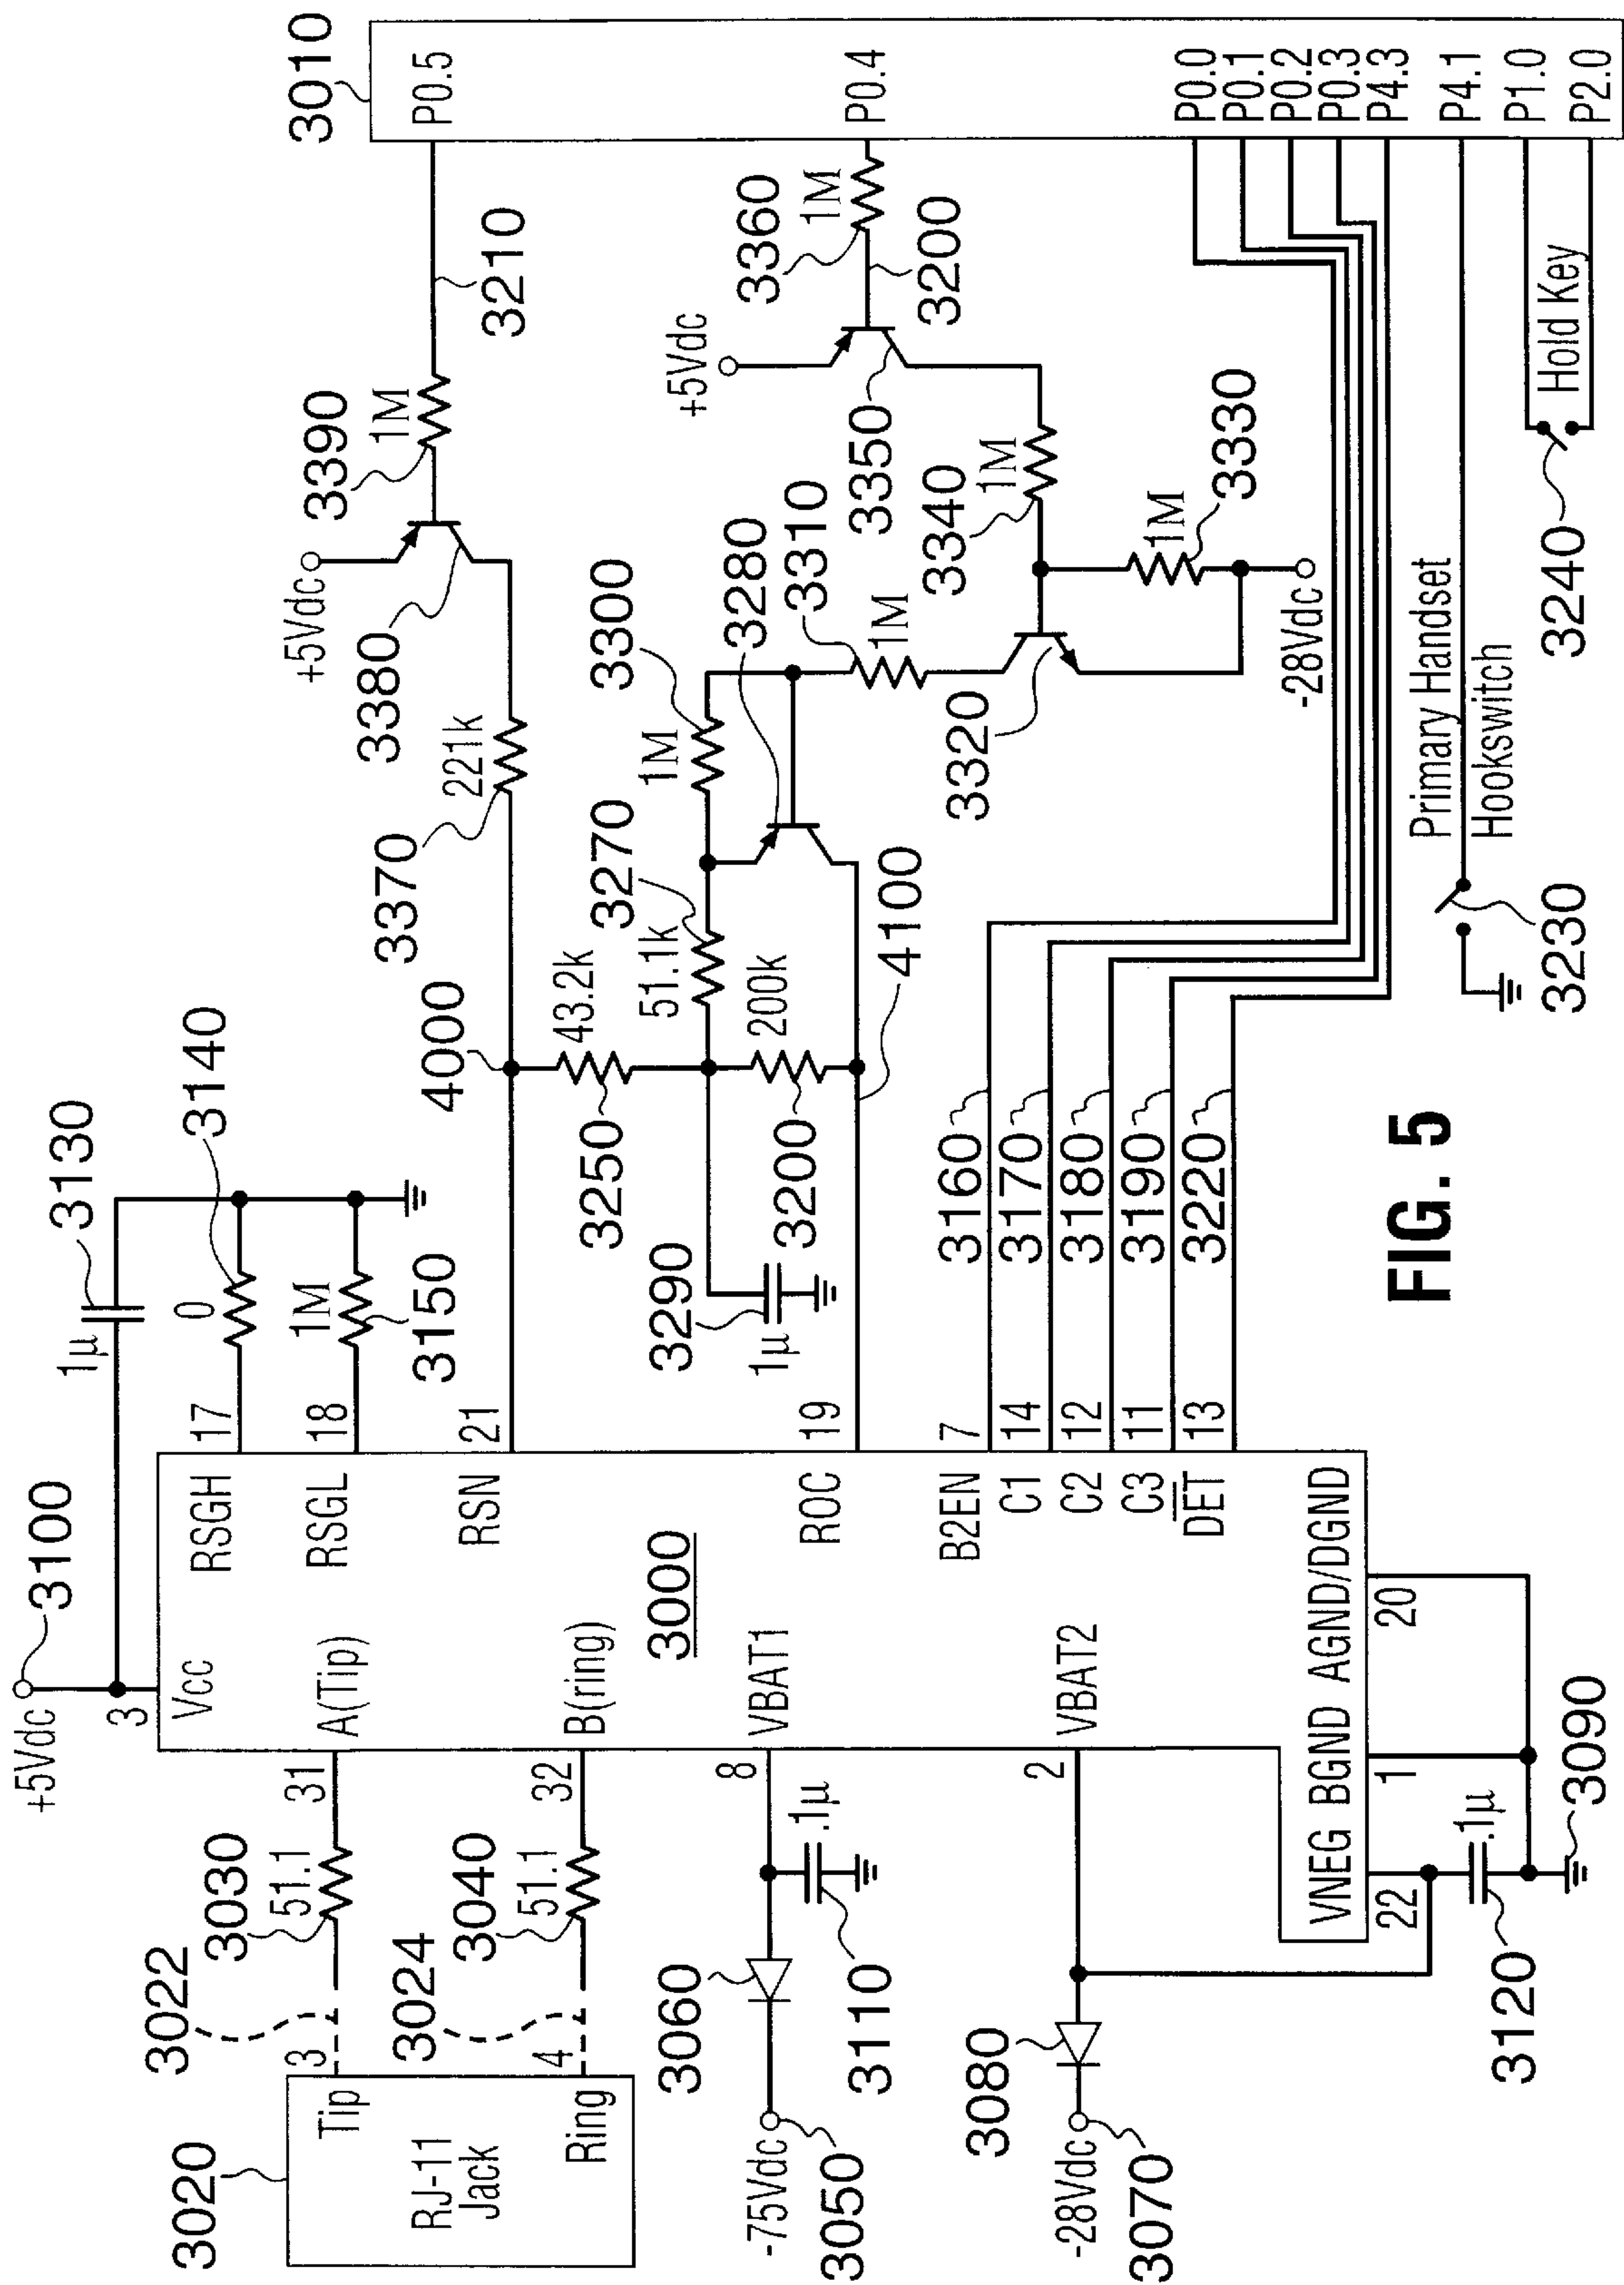 +5Vdc
3100
3
Vcc
1µ
3130
0
3140
1M
3150
17
RSGH
18
RSGL
21
RSN
19
ROC
7
B2EN
14
C1
12
C2
11
C3
13
DET
3000
A(Tip)
31
B(ring)
32
VBAT1
8
VBAT2
2
VNEG BGND AGND/DGND
22
1
20
3020
RJ-11
Jack
Tip
Ring
3
4
3022
3024
3030
51.1
3040
51.1
3060
-75Vdc
3050
.1µ
3110
3080
-28Vdc
3070
.1µ
3120
3090
4000
3370
221k
3380
+5Vdc
3390
1M
3210
3010
P0.5
P0.4
P0.0
P0.1
P0.2
P0.3
P4.3
P4.1
P1.0
P2.0
3250
43.2k
3270
51.1k
3200
200k
3290
1µ
3300
1M
3280
3310
1M
4100
3320
3340
1M
3330
1M
-28Vdc
3350
+5Vdc
3360
1M
3200
3160
3170
3180
3190
3220
Primary Handset
Hookswitch
3230
Hold Key
3240
FIG. 5